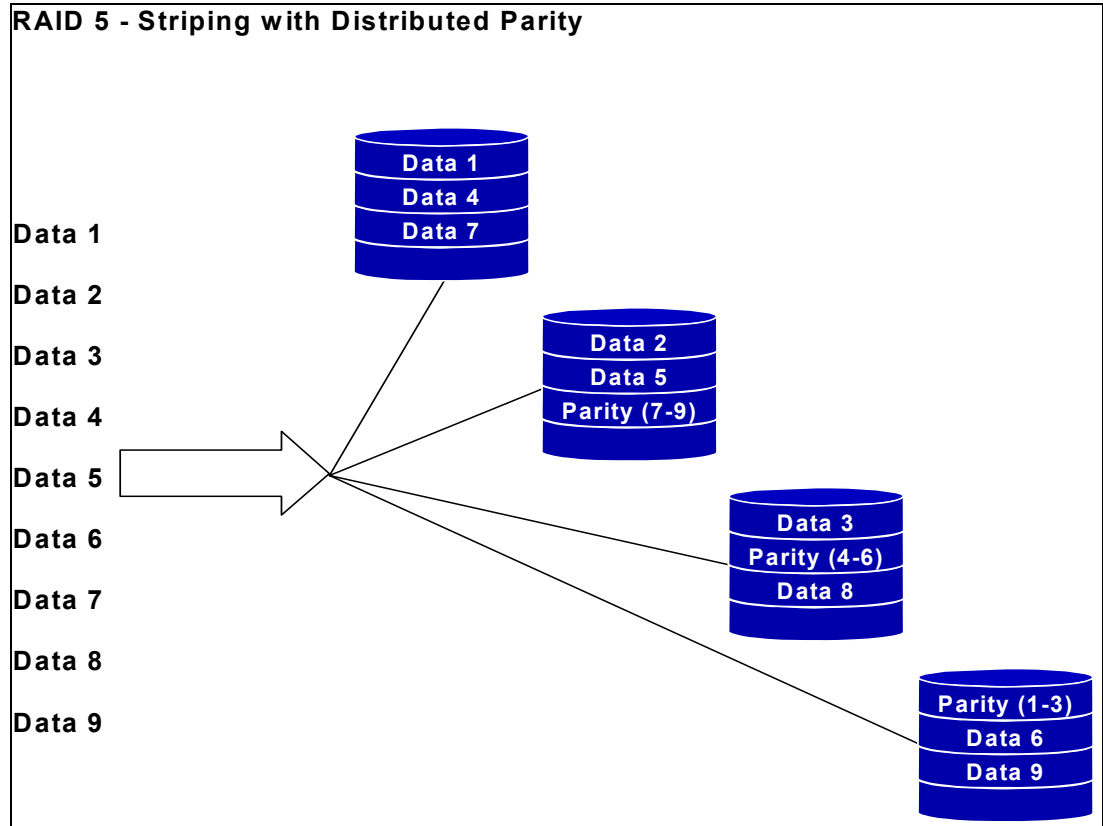 RAID 5 - Striping with Distributed Parity
Data 1
Data 2
Data 3
Data 4
Data 5
Data 6
Data 7
Data 8
Data 9
Data 1
Data 4
Data 7
Data 2
Data 5
Parity (7-9)
Data 3
Parity (4-6)
Data 8
Parity (1-3)
Data 6
Data 9